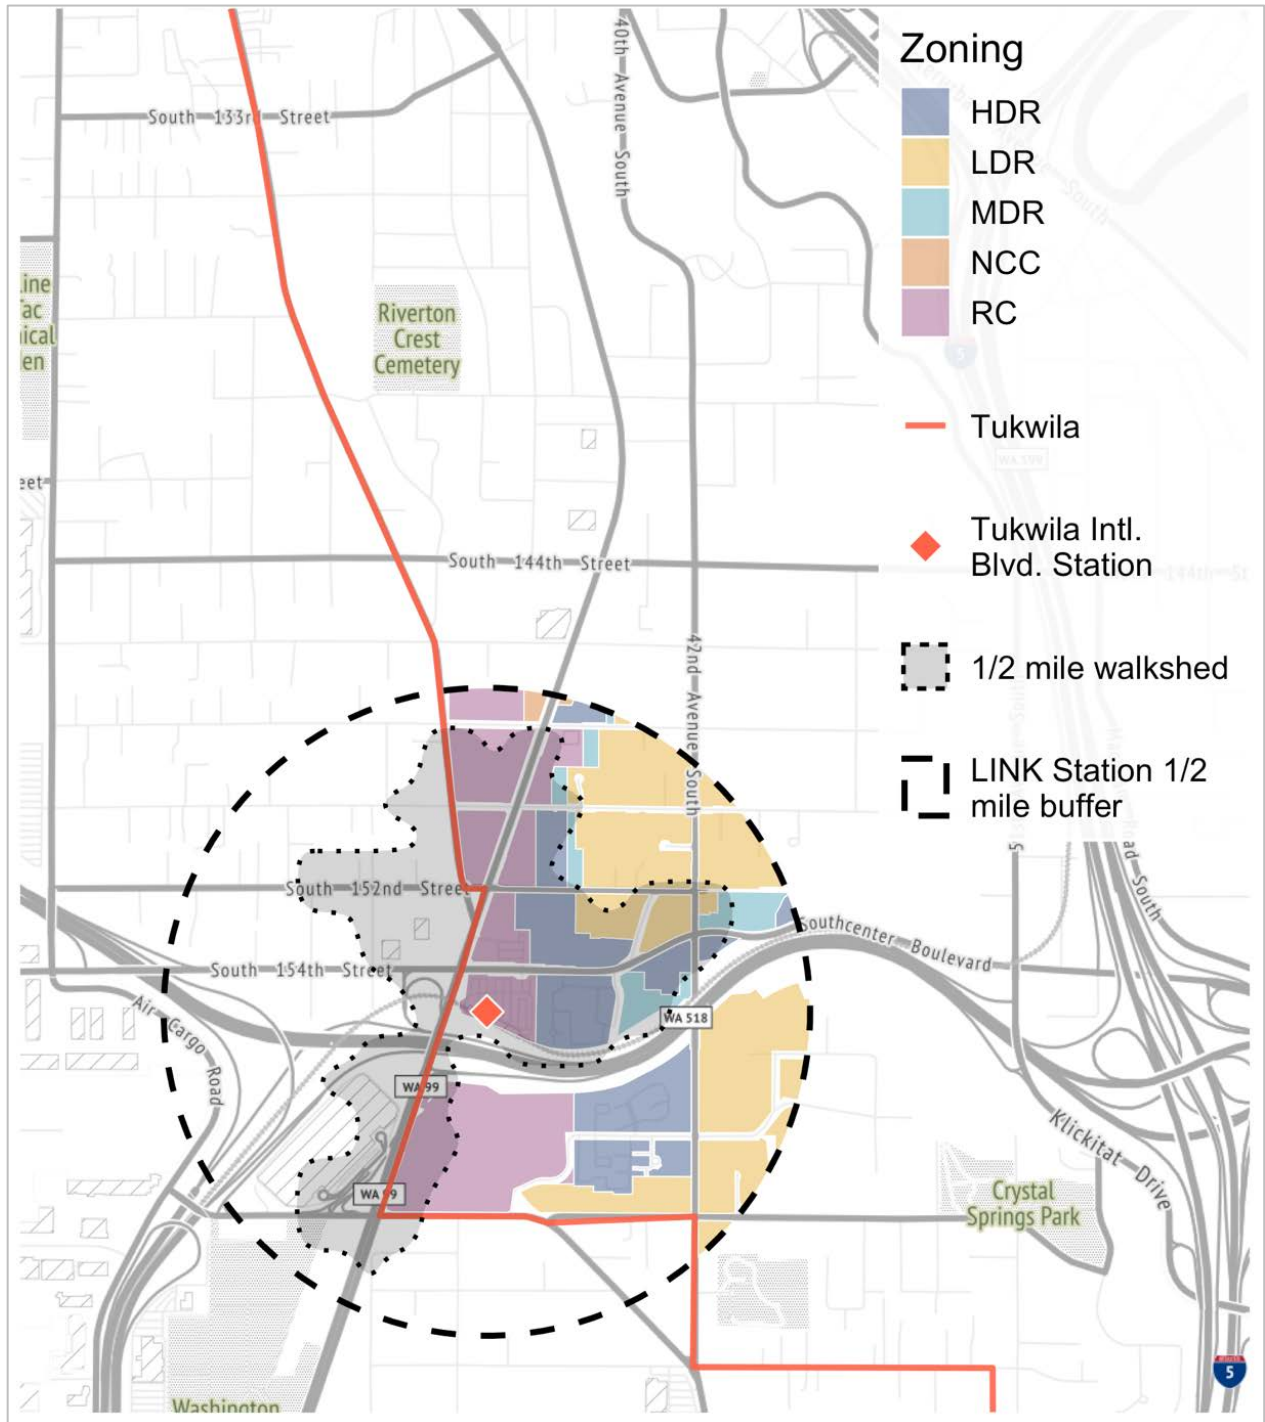 Zoning
HDR
LDR
MDR
NCC
RC
Tukwila
Tukwila Intl.
Blvd. Station
1/2 mile walkshed
LINK Station 1/2
mile buffer
40th Avenue South
South 133rd Street
Riverton
Crest
Cemetery
5
WA 599
South 144th Street
42nd Avenue South
South 152nd Street
South 154th Street
Southcenter Boulevard
Air Cargo Road
WA 518
WA 99
WA 99
Klickitat Drive
Crystal
Springs Park
5
Washington